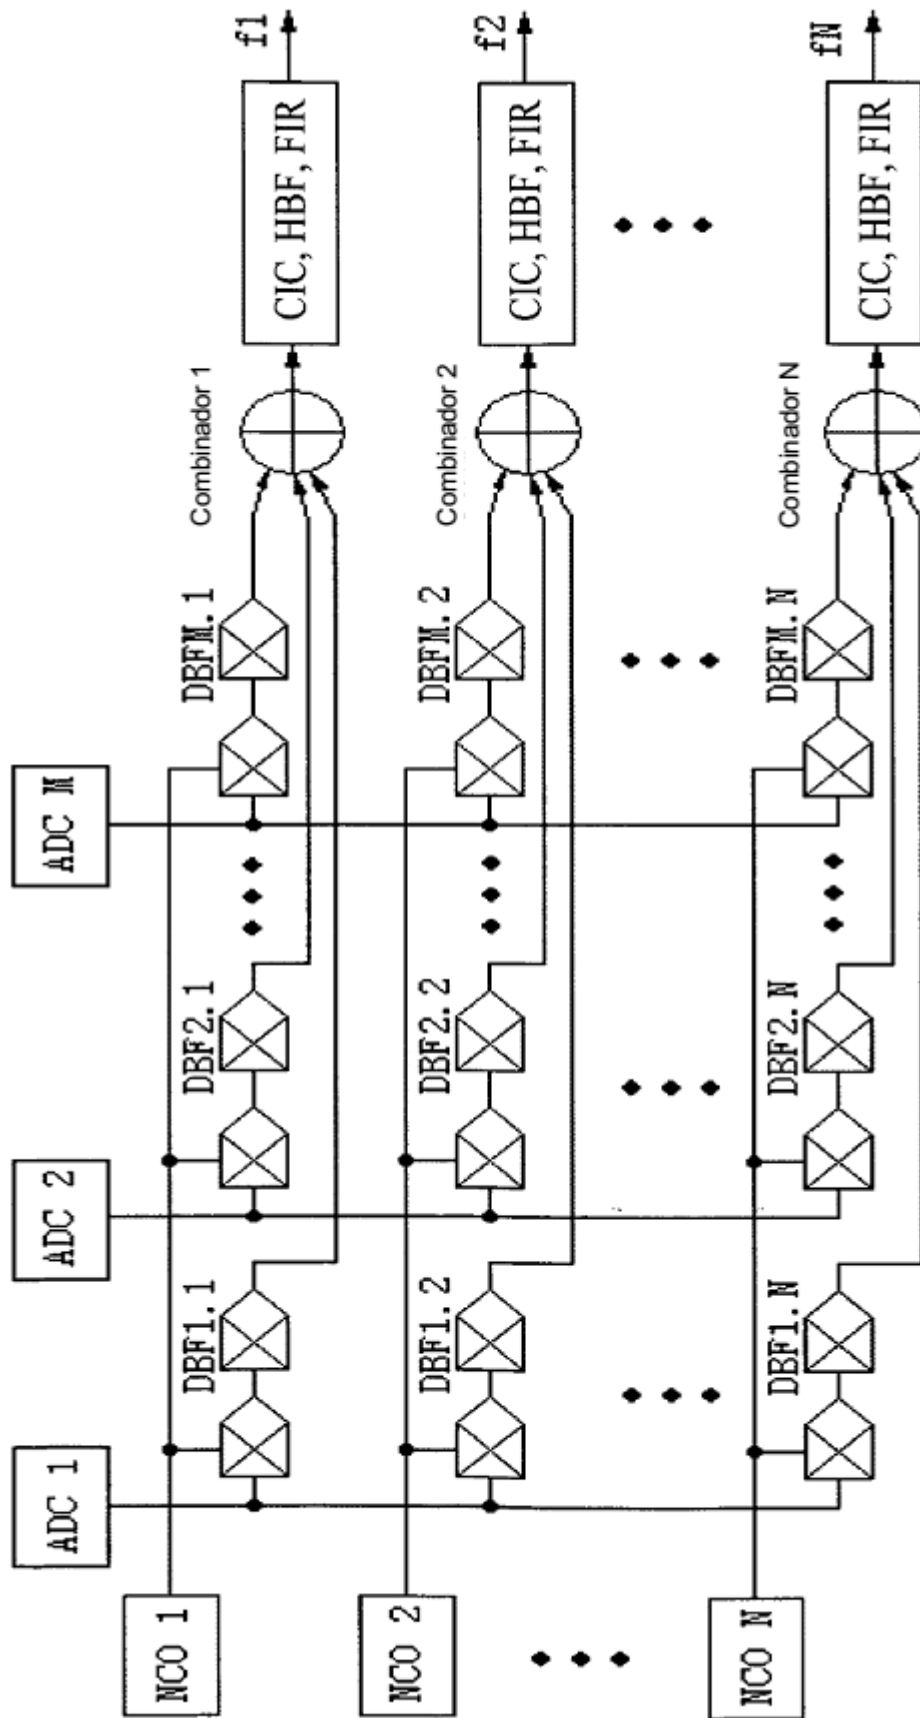 ADC 1
ADC 2
ADC M
NCO 1
DBF1.1
DBF2.1
DBFM.1
Combinador 1
CIC, HBF, FIR
f1
NCO 2
DBF1.2
DBF2.2
DBFM.2
Combinador 2
CIC, HBF, FIR
f2
NCO N
DBF1.N
DBF2.N
DBFM.N
Combinador N
CIC, HBF, FIR
fN